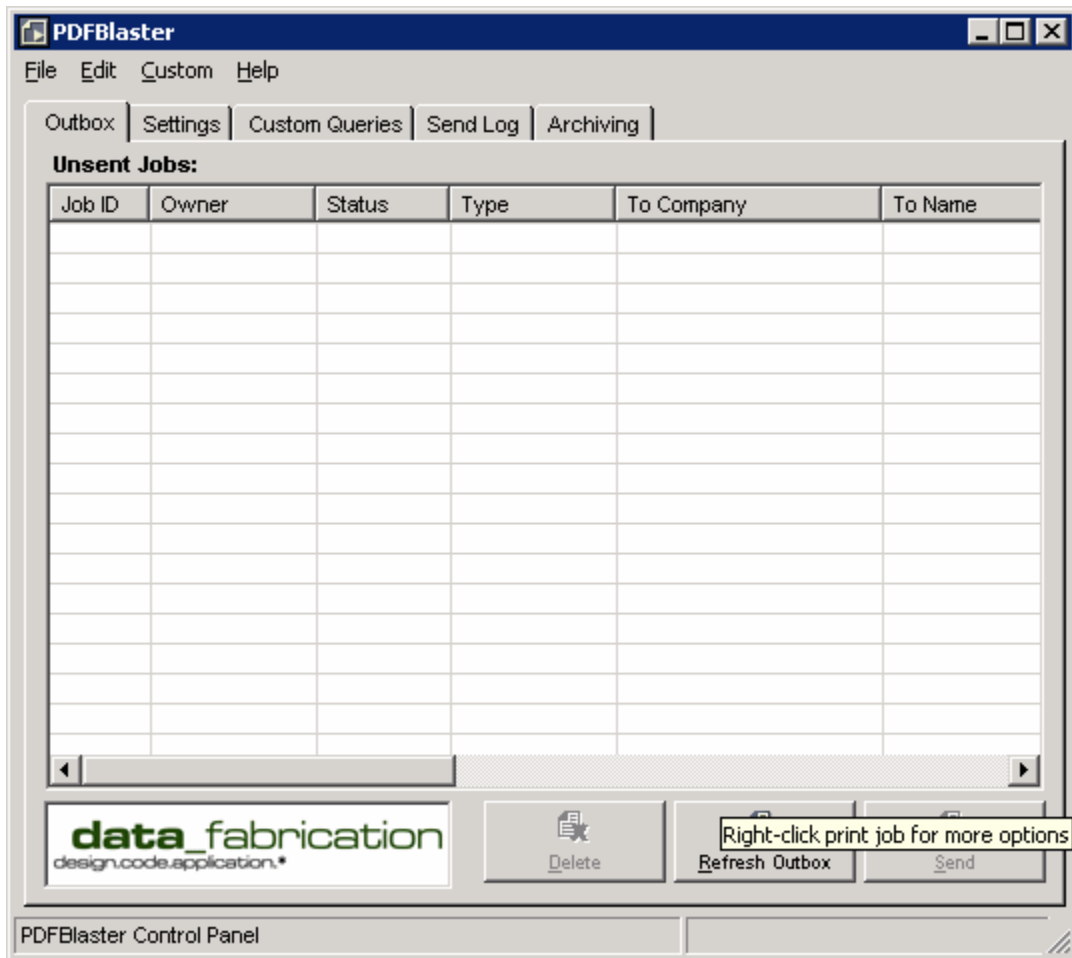 PDFBlaster
File Edit Custom Help
Outbox Settings Custom Queries Send Log Archiving
Unsent Jobs:
Job ID Owner Status Type To Company To Name
data_fabrication
design.code.application.*
Right-click print job for more options
Delete Refresh Outbox Send
PDFBlaster Control Panel